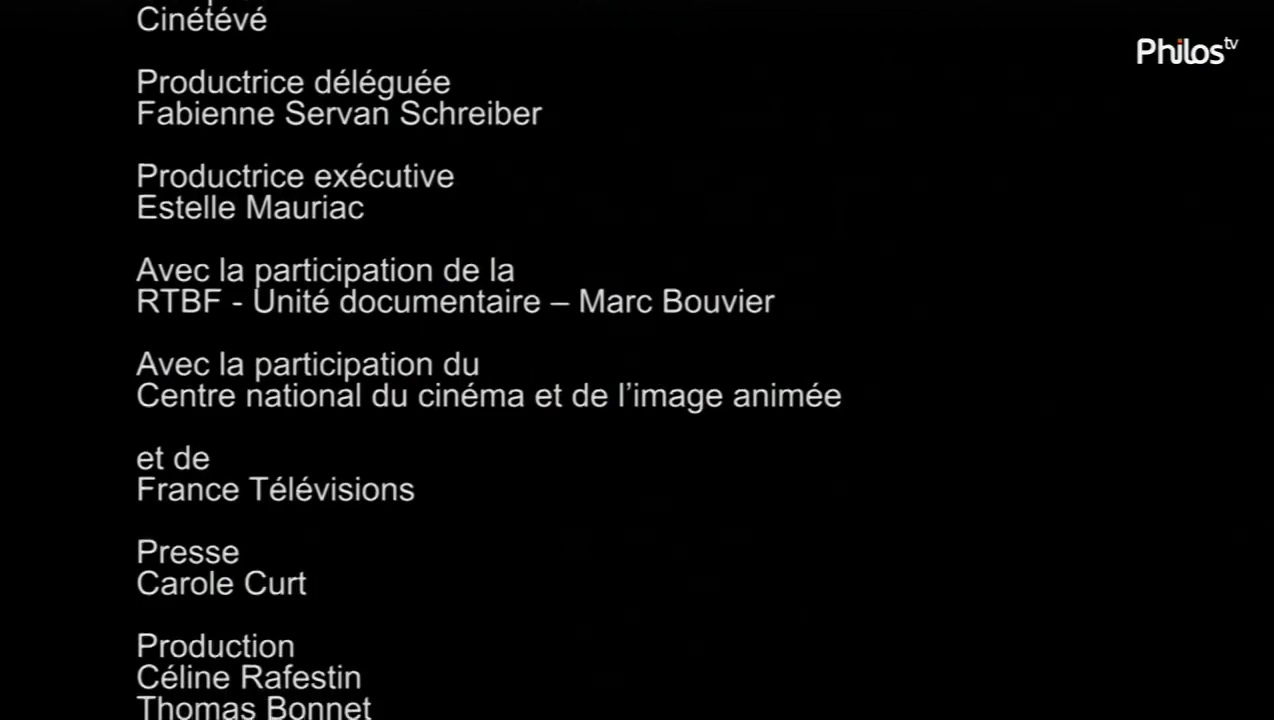 Cinétévé
Philos tv
Productrice déléguée
Fabienne Servan Schreiber
Productrice exécutive
Estelle Mauriac
Avec la participation de la
RTBF - Unité documentaire – Marc Bouvier
Avec la participation du
Centre national du cinéma et de l’image animée
et de
France Télévisions
Presse
Carole Curt
Production
Céline Rafestin
Thomas Bonnet